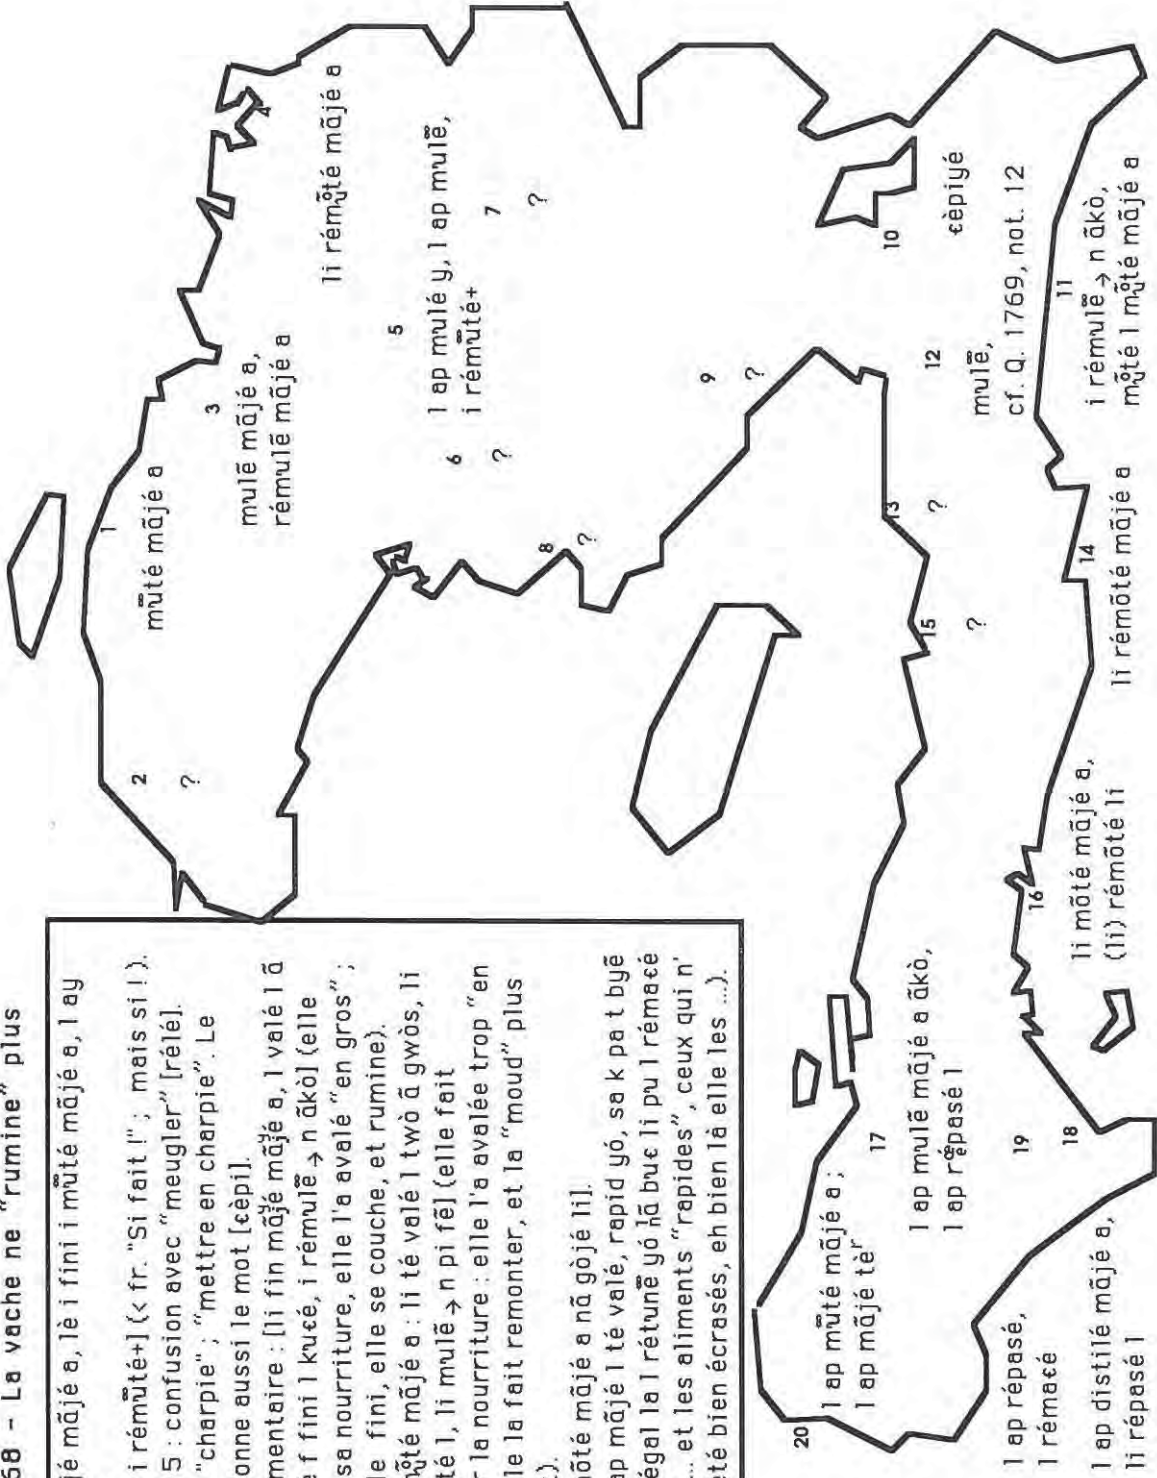 58 – La vache ne "rumine" plus
jé mãjé a, lè i fini i mũté mãjé a, l ay
i rémũté+] (< fr. "Si fait !" ; mais si !).
5 : confusion avec "meugler" [rélé].
"charpie" ; "mettre en charpie". Le
onne aussi le mot [ɛèpi].
mentaire : [li fin mãjé mãjé a, l valé l ã
f fini l kuɛé, i rémulẽ → n ãkò] (elle
sa nourriture, elle l'a avalé "en gros" ;
le fini, elle se couche, et rumine).
té mãjé a : li té valé l twò ã gwòs, li
té l, li mulẽ → n pi fẽ] (elle fait
r la nourriture : elle l'a avalée trop "en
le la fait remonter, et la "moud" plus
).
nõté mãjé a nã gòjé li].
ap mãjé l té valé, rapid yó, sa k pa t byẽ
égal la l rétunẽ yó nã buɛ li pu l rémaɛé
... et les aliments "rapides", ceux qui n'
eté bien écrasés, eh bien là elle les ...).
1
mũté mãjé a
2
?
3
mulẽ mãjé a,
rémulẽ mãjé a
li rémõté mãjé a
5
6
?
l ap mulé y, l ap mulẽ,
i rémũté+
7
?
8
?
9
?
10
ɛèpiyé
11
i rémulẽ → n ãkò,
mõté l mõté mãjé a
12
mulẽ,
cf. Q. 1769, not. 12
13
?
14
li rémõté mãjé a
15
?
16
li mõté mãjé a,
(li) rémõté li
17
l ap mulẽ mãjé a ãkò,
l ap rẽpasé l
18
l ap distilé mãjé a,
li répasé l
19
l ap répasé,
l rémaɛé
20
l ap mũté mãjé a ;
l ap mãjé tèʳ